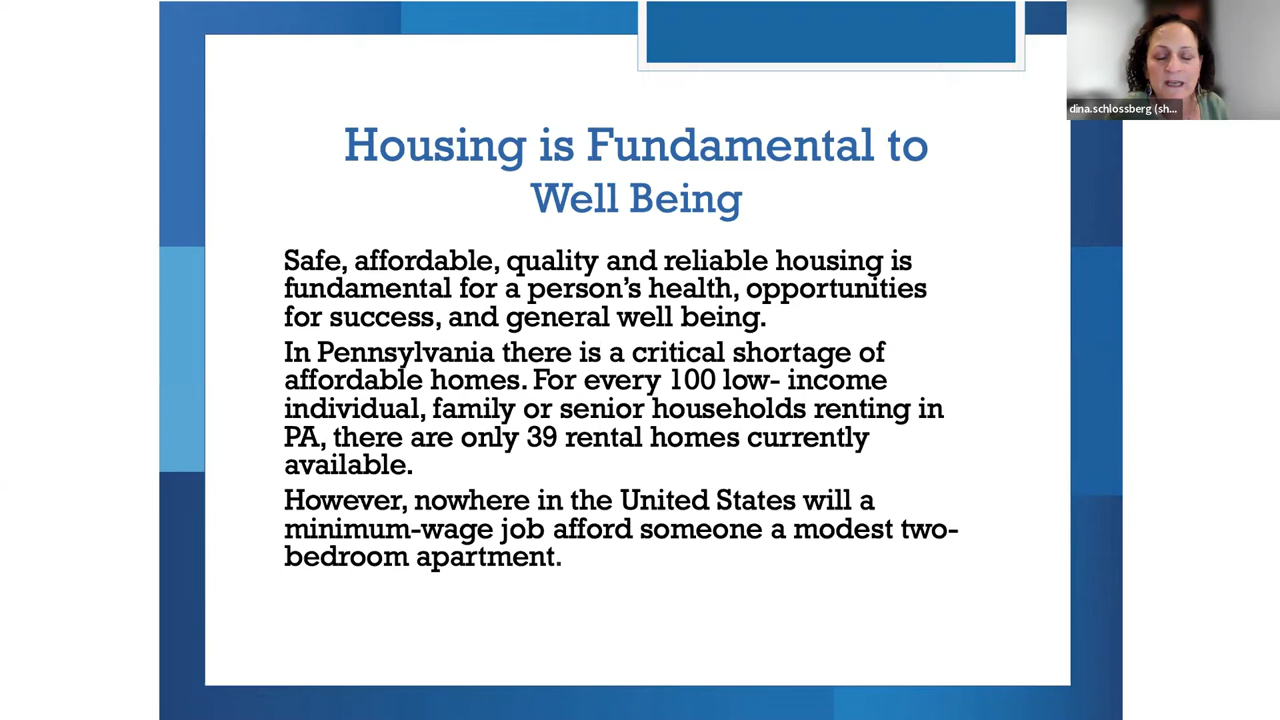 Housing is Fundamental to
Well Being
Safe, affordable, quality and reliable housing is
fundamental for a person's health, opportunities
for success, and general well being.
In Pennsylvania there is a critical shortage of
affordable homes. For every 100 low- income
individual, family or senior households renting in
PA, there are only 39 rental homes currently
available.
However, nowhere in the United States will a
minimum-wage job afford someone a modest two-
bedroom apartment.
dina.schlossberg (sh...